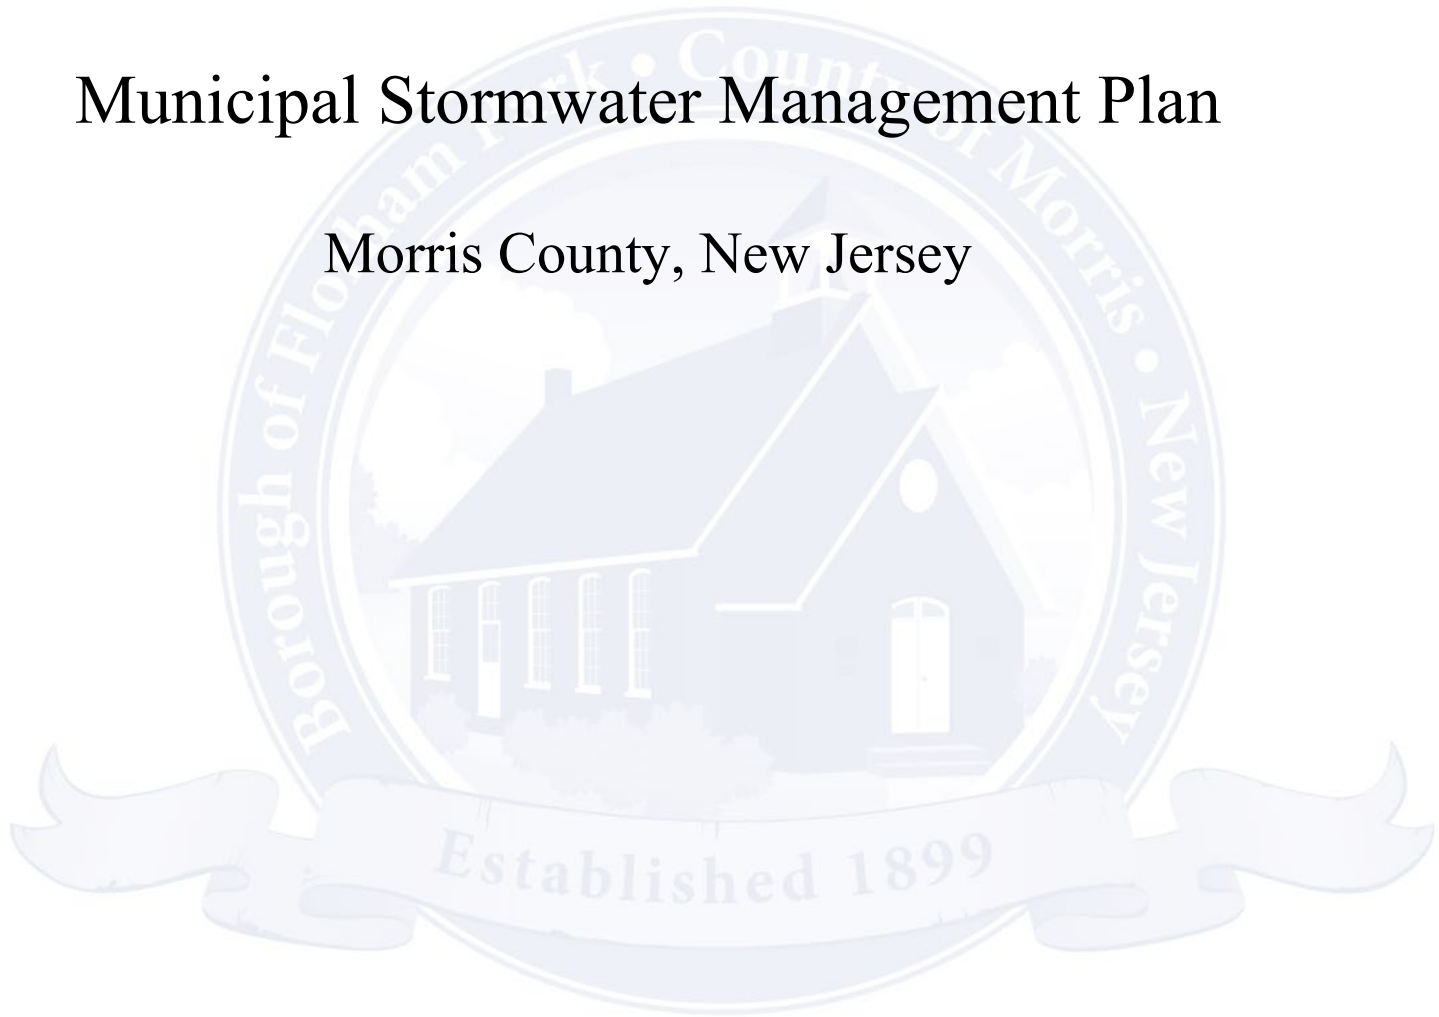 Municipal Stormwater Management Plan
Morris County, New Jersey
Borough of Florham Park • County of Morris • New Jersey
Established 1899